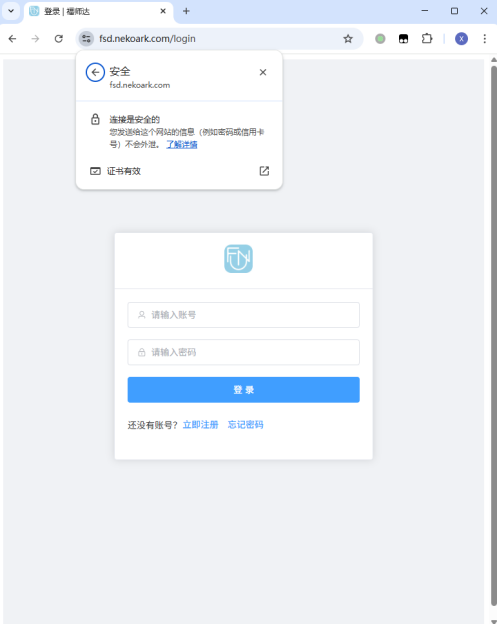 登录 | 福师达
fsd.nekoark.com/login
X
安全
fsd.nekoark.com
连接是安全的
您发送给这个网站的信息（例如密码或信用卡
号）不会外泄。 了解详情
证书有效
FUN
请输入账号
请输入密码
登 录
还没有账号？ 立即注册 忘记密码